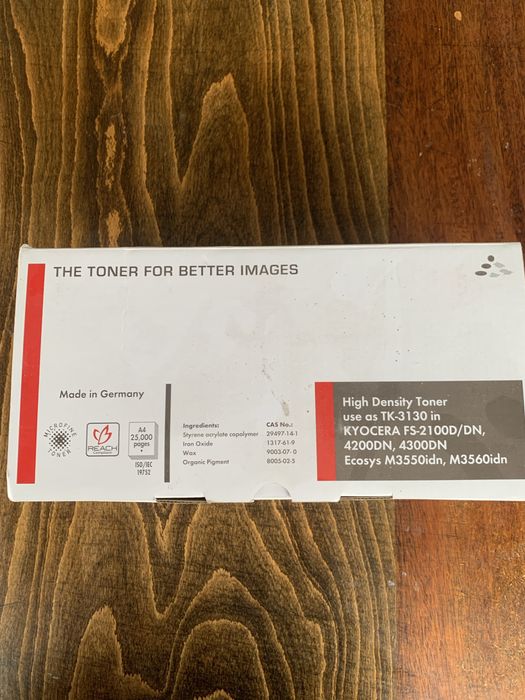 THE TONER FOR BETTER IMAGES
Made in Germany
MICROFINE TONER
REACH
A4
25,000
pages
ISO/IEC
19752
Ingredients: CAS No.:
Styrene acrylate copolymer 29497-14-1
Iron Oxide 1317-61-9
Wax 9003-07-0
Organic Pigment 8005-02-5
High Density Toner
use as TK-3130 in
KYOCERA FS-2100D/DN,
4200DN, 4300DN
Ecosys M3550idn, M3560idn